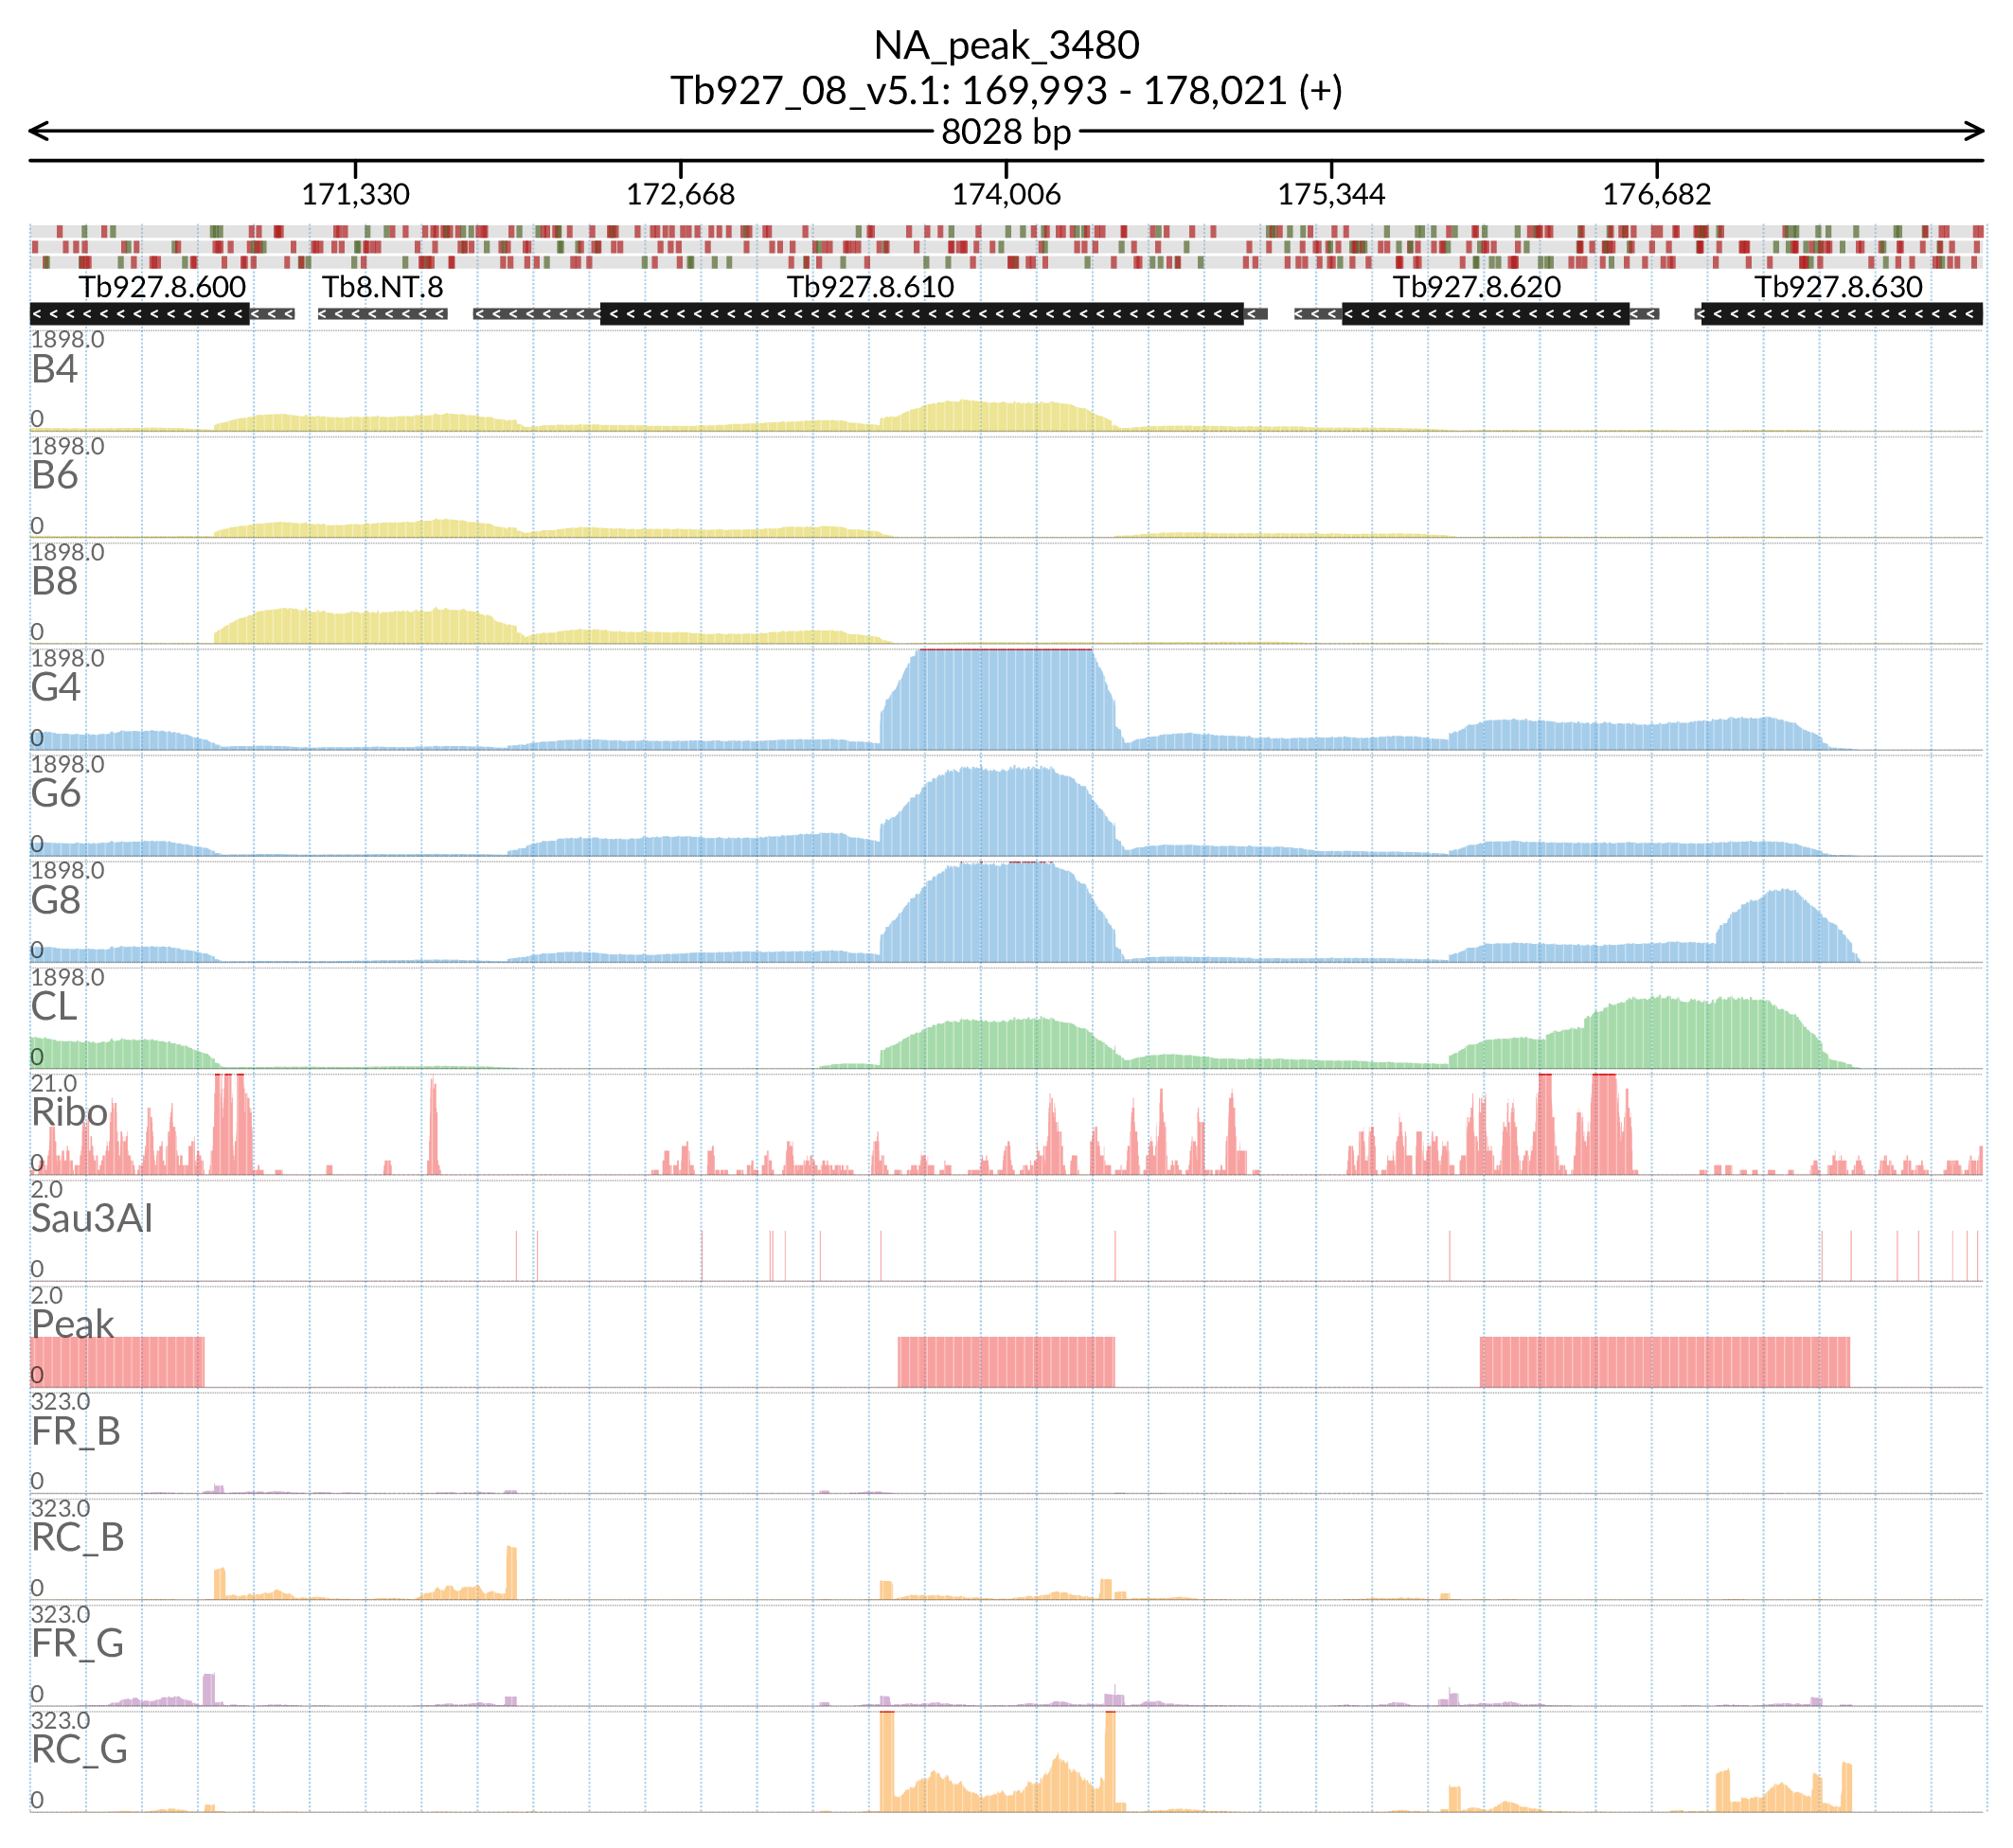 NA_peak_3480
Tb927_08_v5.1: 169,993 - 178,021 (+)
8028 bp
171,330 172,668 174,006 175,344 176,682
Tb927.8.600 Tb8.NT.8 Tb927.8.610 Tb927.8.620 Tb927.8.630
1898.0
B4
0
1898.0
B6
0
1898.0
B8
0
1898.0
G4
0
1898.0
G6
0
1898.0
G8
0
1898.0
CL
0
21.0
Ribo
0
2.0
Sau3AI
0
2.0
Peak
0
323.0
FR_B
0
323.0
RC_B
0
323.0
FR_G
0
323.0
RC_G
0